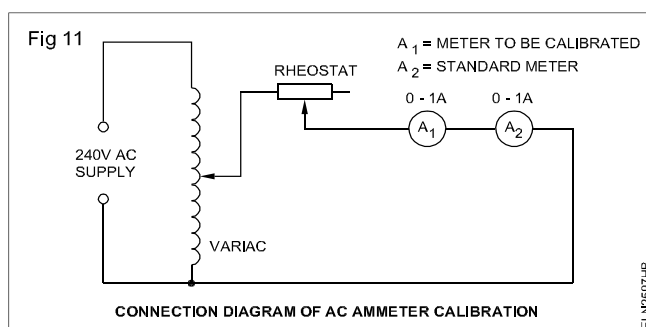 Fig 11
A1 = METER TO BE CALIBRATED
A2 = STANDARD METER
RHEOSTAT
0 - 1A
0 - 1A
A1
A2
240V AC
SUPPLY
VARIAC
CONNECTION DIAGRAM OF AC AMMETER CALIBRATION